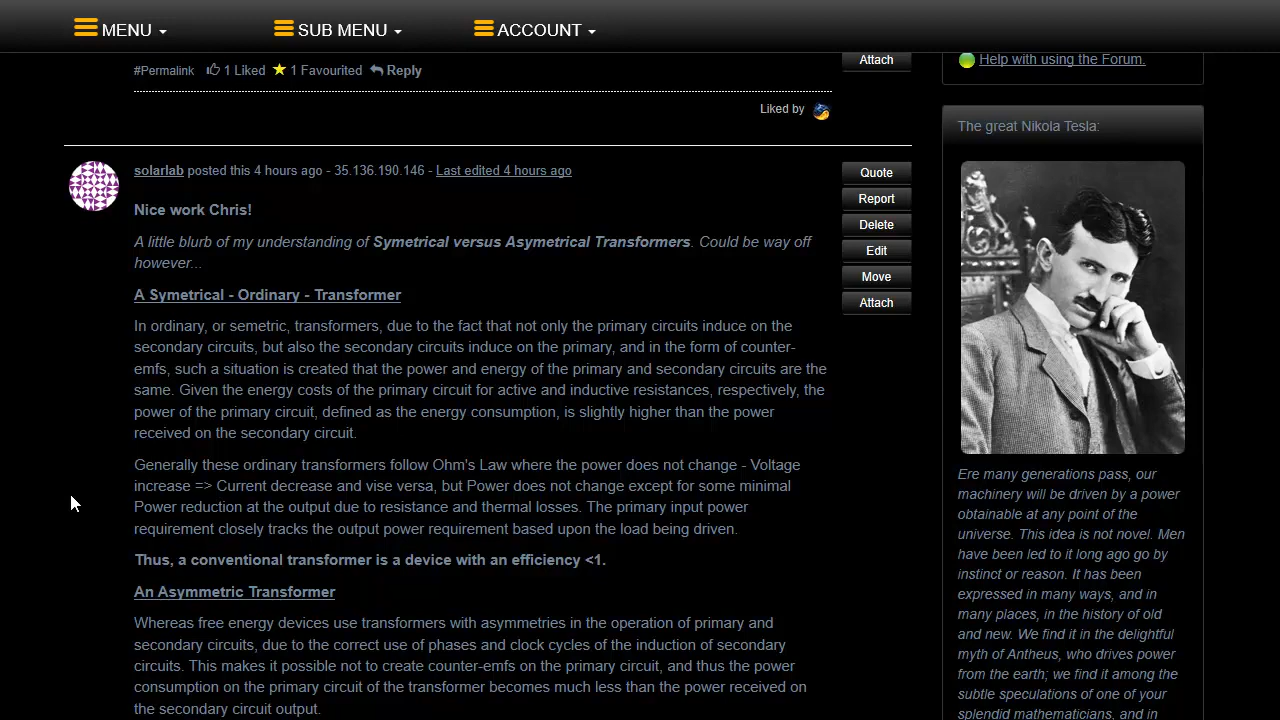 MENU
SUB MENU
ACCOUNT
#Permalink 1 Liked 1 Favourited Reply
Attach
Liked by
solarlab posted this 4 hours ago - 35.136.190.146 - Last edited 4 hours ago
Nice work Chris!
A little blurb of my understanding of Symetrical versus Asymetrical Transformers. Could be way off
however...
A Symetrical - Ordinary - Transformer
In ordinary, or semetric, transformers, due to the fact that not only the primary circuits induce on the
secondary circuits, but also the secondary circuits induce on the primary, and in the form of counter-
emfs, such a situation is created that the power and energy of the primary and secondary circuits are the
same. Given the energy costs of the primary circuit for active and inductive resistances, respectively, the
power of the primary circuit, defined as the energy consumption, is slightly higher than the power
received on the secondary circuit.
Generally these ordinary transformers follow Ohm's Law where the power does not change - Voltage
increase => Current decrease and vise versa, but Power does not change except for some minimal
Power reduction at the output due to resistance and thermal losses. The primary input power
requirement closely tracks the output power requirement based upon the load being driven.
Thus, a conventional transformer is a device with an efficiency <1.
An Asymmetric Transformer
Whereas free energy devices use transformers with asymmetries in the operation of primary and
secondary circuits, due to the correct use of phases and clock cycles of the induction of secondary
circuits. This makes it possible not to create counter-emfs on the primary circuit, and thus the power
consumption on the primary circuit of the transformer becomes much less than the power received on
the secondary circuit output.
Quote
Report
Delete
Edit
Move
Attach
Help with using the Forum.
The great Nikola Tesla:
Ere many generations pass, our
machinery will be driven by a power
obtainable at any point of the
universe. This idea is not novel. Men
have been led to it long ago go by
instinct or reason. It has been
expressed in many ways, and in
many places, in the history of old
and new. We find it in the delightful
myth of Antheus, who drives power
from the earth; we find it among the
subtle speculations of one of your
splendid mathematicians, and in